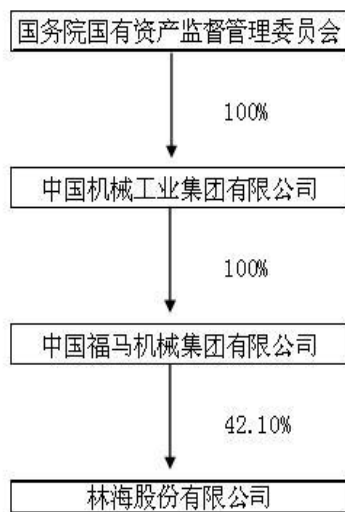 国务院国有资产监督管理委员会
100%
中国机械工业集团有限公司
100%
中国福马机械集团有限公司
42.10%
林海股份有限公司